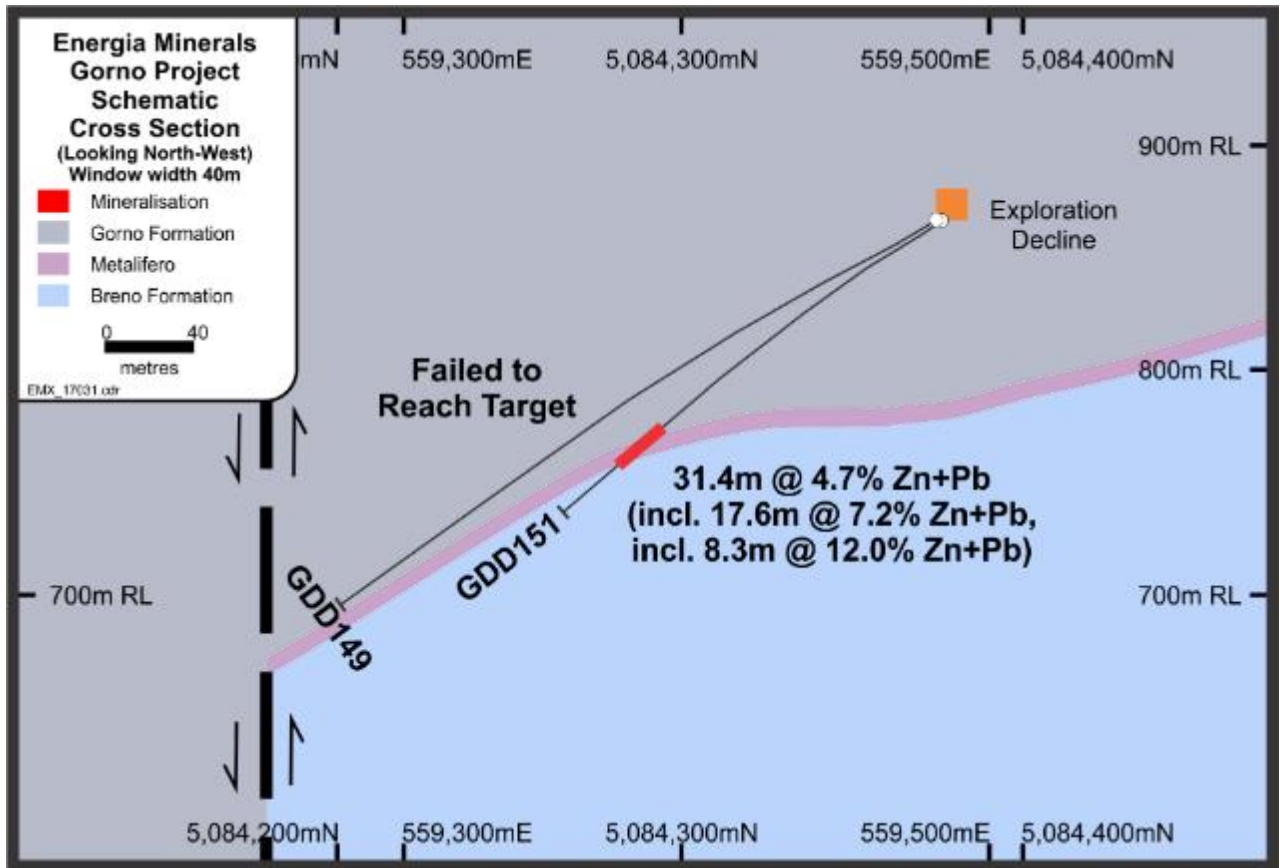 Energia Minerals
Gorno Project
Schematic
Cross Section
(Looking North-West)
Window width 40m
Mineralisation
Gorno Formation
Metalifero
Breno Formation
0 40
metres
EMX_17031.cdr
mN 559,300mE 5,084,300mN 559,500mE 5,084,400mN
900m RL
Exploration
Decline
800m RL
Failed to
Reach Target
31.4m @ 4.7% Zn+Pb
(incl. 17.6m @ 7.2% Zn+Pb,
incl. 8.3m @ 12.0% Zn+Pb)
GDD151
GDD149
700m RL 700m RL
5,084,200mN 559,300mE 5,084,300mN 559,500mE 5,084,400mN